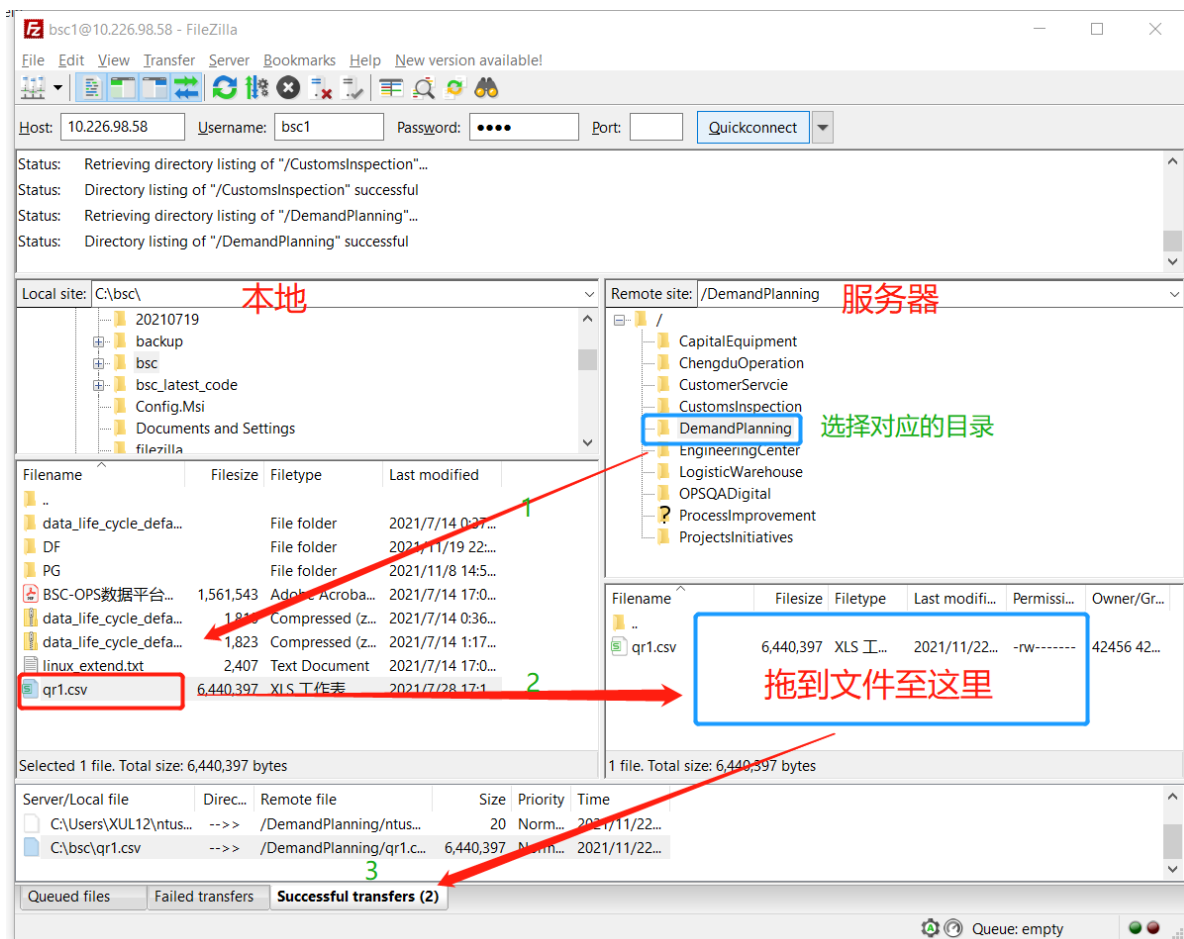 bsc1@10.226.98.58 - FileZilla
File Edit View Transfer Server Bookmarks Help New version available!
Host: 10.226.98.58 Username: bsc1 Password: ●●●● Port: Quickconnect
Status: Retrieving directory listing of "/CustomsInspection"...
Status: Directory listing of "/CustomsInspection" successful
Status: Retrieving directory listing of "/DemandPlanning"...
Status: Directory listing of "/DemandPlanning" successful
Local site: C:\bsc\ 本地
20210719
backup
bsc
bsc_latest_code
Config.Msi
Documents and Settings
filezilla
Filename Filesize Filetype Last modified
..
data_life_cycle_defa... File folder 2021/7/14 0:37...
DF File folder 2021/11/19 22:...
PG File folder 2021/11/8 14:5...
BSC-OPS数据平台... 1,561,543 Adobe Acroba... 2021/7/14 17:0...
data_life_cycle_defa... Compressed (z... 2021/7/14 0:36...
data_life_cycle_defa... 1,823 Compressed (z... 2021/7/14 1:17...
linux_extend.txt 2,407 Text Document 2021/7/14 17:0...
qr1.csv 6,440,397 XLS 工作表 2021/7/28 17:1...
1
2
Selected 1 file. Total size: 6,440,397 bytes
Remote site: /DemandPlanning 服务器
/
CapitalEquipment
ChengduOperation
CustomerServcie
CustomsInspection
DemandPlanning 选择对应的目录
EngineeringCenter
LogisticWarehouse
OPSQADigital
ProcessImprovement
ProjectsInitiatives
Filename Filesize Filetype Last modifi... Permissi... Owner/Gr...
..
qr1.csv 6,440,397 XLS 工... 2021/11/22... -rw------- 42456 42...
拖到文件至这里
1 file. Total size: 6,440,397 bytes
Server/Local file Direc... Remote file Size Priority Time
C:\Users\XUL12\ntus... -->> /DemandPlanning/ntus... 20 Norm... 2021/11/22...
C:\bsc\qr1.csv -->> /DemandPlanning/qr1.c... 6,440,397 Norm... 2021/11/22...
3
Queued files Failed transfers Successful transfers (2)
Queue: empty